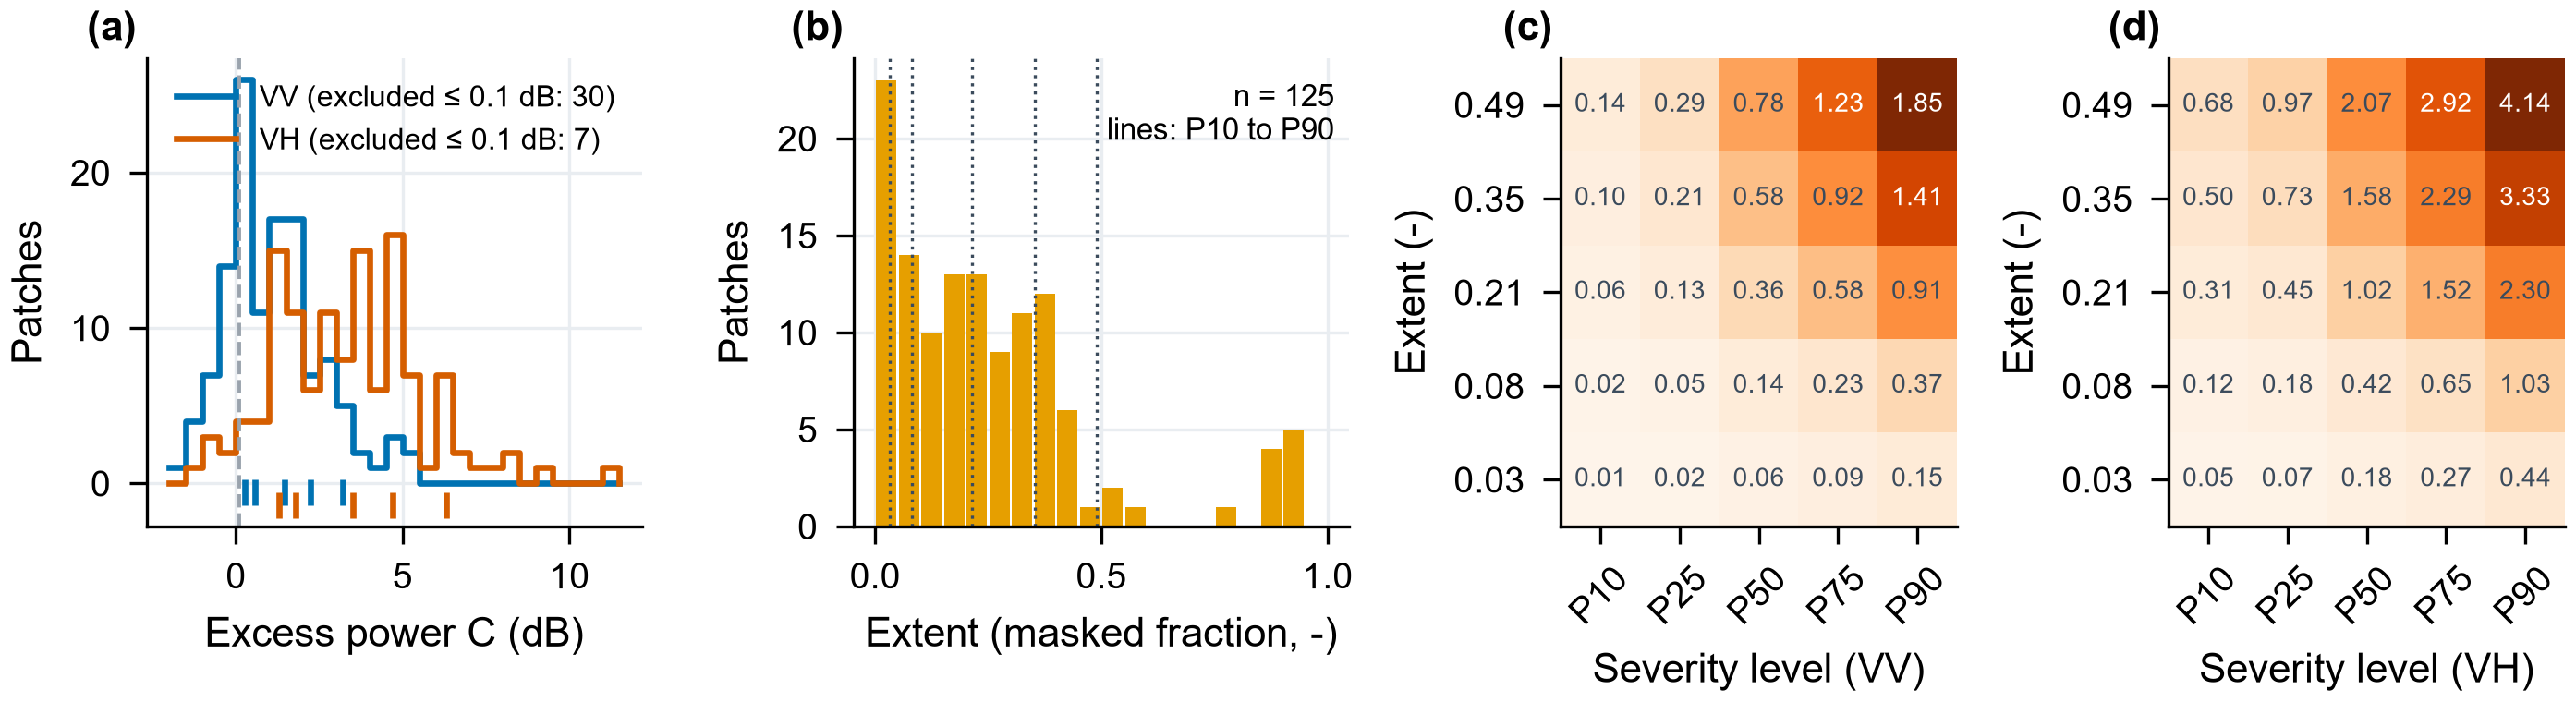 (a)
VV (excluded ≤ 0.1 dB: 30)
VH (excluded ≤ 0.1 dB: 7)
20
10
0
Patches
0 5 10
Excess power C (dB)
(b)
n = 125
lines: P10 to P90
20
15
10
5
0
Patches
0.0 0.5 1.0
Extent (masked fraction, -)
(c)
Extent (-)
0.49 0.14 0.29 0.78 1.23 1.85
0.35 0.10 0.21 0.58 0.92 1.41
0.21 0.06 0.13 0.36 0.58 0.91
0.08 0.02 0.05 0.14 0.23 0.37
0.03 0.01 0.02 0.06 0.09 0.15
P10 P25 P50 P75 P90
Severity level (VV)
(d)
Extent (-)
0.49 0.68 0.97 2.07 2.92 4.14
0.35 0.50 0.73 1.58 2.29 3.33
0.21 0.31 0.45 1.02 1.52 2.30
0.08 0.12 0.18 0.42 0.65 1.03
0.03 0.05 0.07 0.18 0.27 0.44
P10 P25 P50 P75 P90
Severity level (VH)